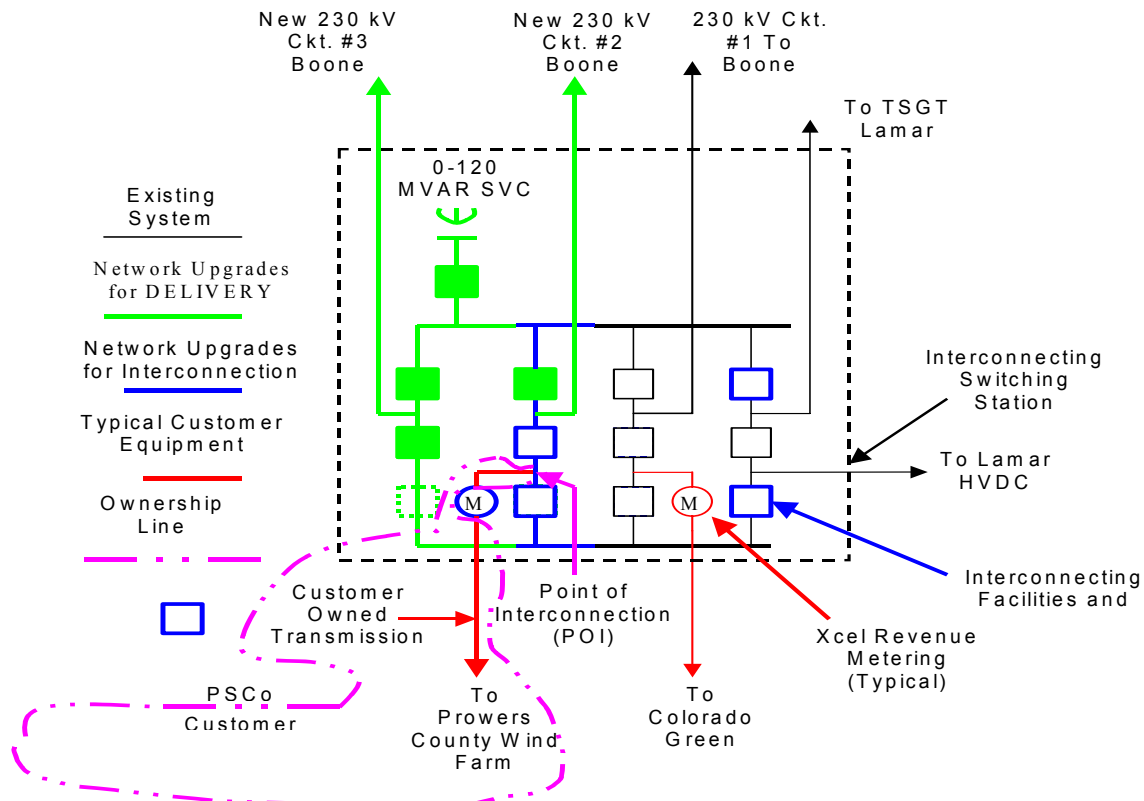 New 230 kV
Ckt. #3
Boone
New 230 kV
Ckt. #2
Boone
230 kV Ckt.
#1 To
Boone
To TSGT
Lamar
0-120
MVAR SVC
Existing
System
Network Upgrades
for DELIVERY
Network Upgrades
for Interconnection
Typical Customer
Equipment
Ownership
Line
Interconnecting
Switching
Station
To Lamar
HVDC
M
M
Customer
Owned
Transmission
Point of
Interconnection
(POI)
Interconnecting
Facilities and
Xcel Revenue
Metering
(Typical)
PSCo
Customer
To
Prowers
County Wind
Farm
To
Colorado
Green